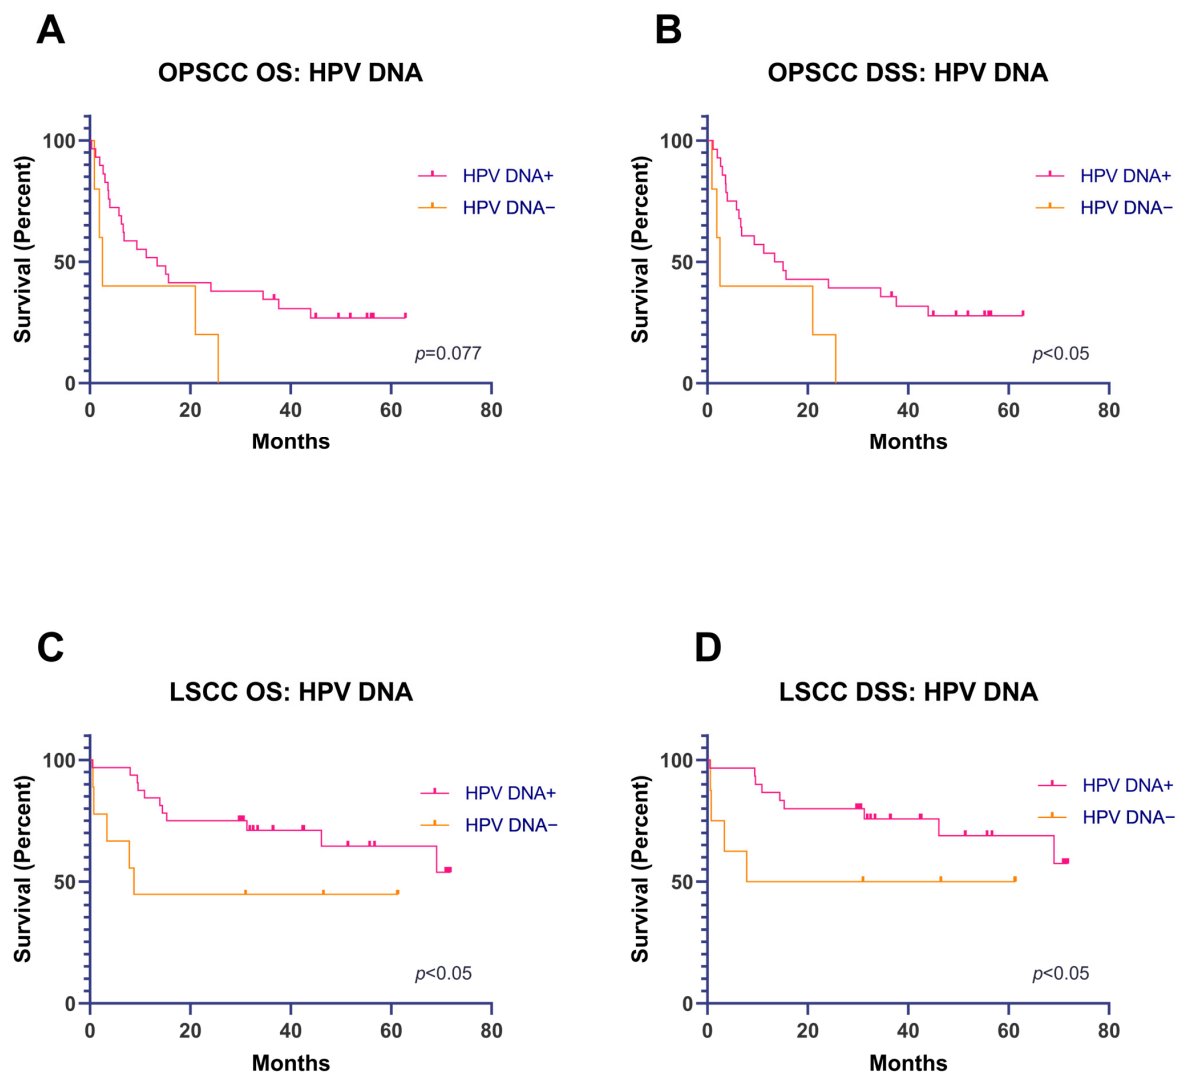 A
OPSCC OS: HPV DNA
Survival (Percent)
100
50
0
0 20 40 60 80
Months
HPV DNA+
HPV DNA−
p=0.077
B
OPSCC DSS: HPV DNA
Survival (Percent)
100
50
0
0 20 40 60 80
Months
HPV DNA+
HPV DNA−
p<0.05
C
LSCC OS: HPV DNA
Survival (Percent)
100
50
0
0 20 40 60 80
Months
HPV DNA+
HPV DNA−
p<0.05
D
LSCC DSS: HPV DNA
Survival (Percent)
100
50
0
0 20 40 60 80
Months
HPV DNA+
HPV DNA−
p<0.05